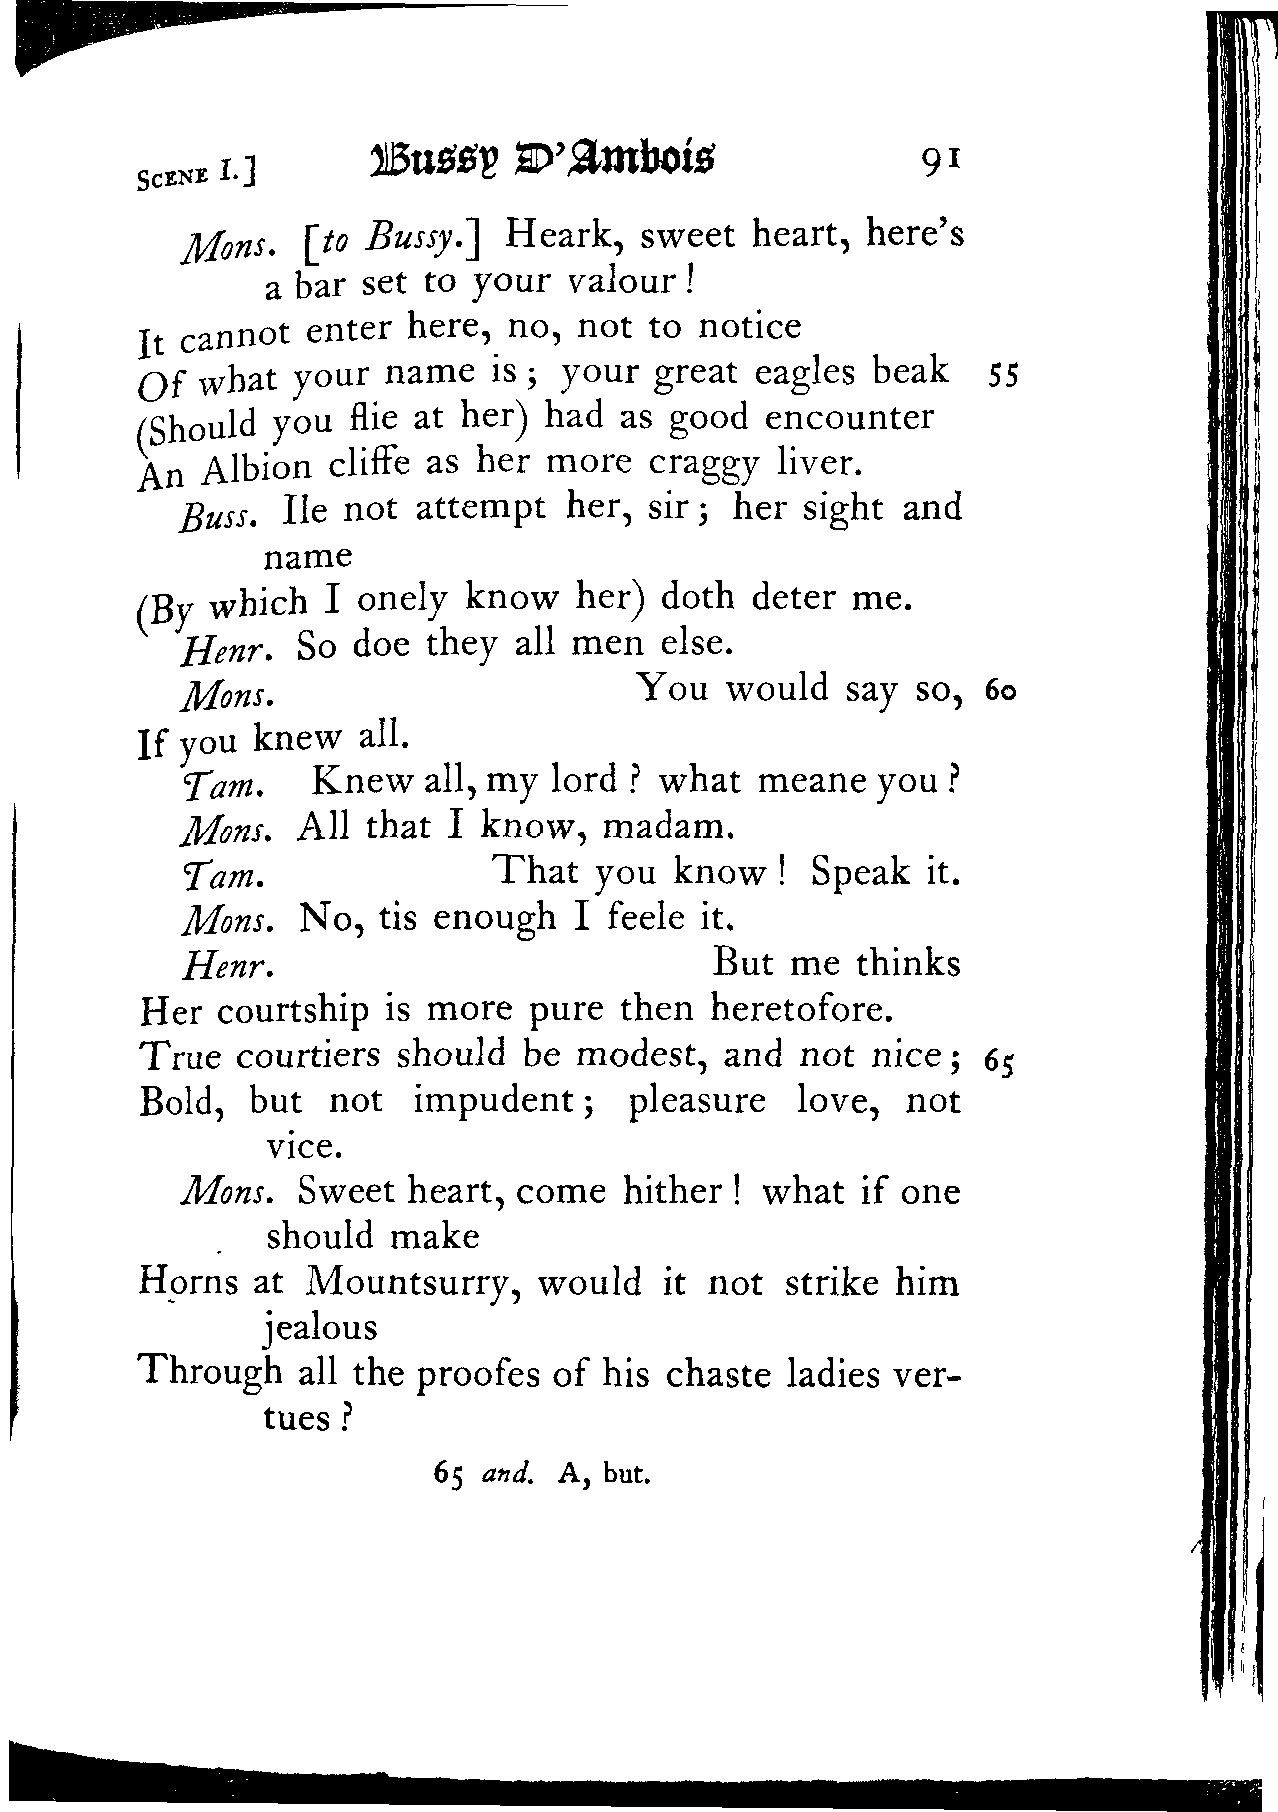 SCENE I.] Bussy D'Ambois 91
Mons. [to Bussy.] Heark, sweet heart, here's
a bar set to your valour!
It cannot enter here, no, not to notice
Of what your name is; your great eagles beak 55
(Should you flie at her) had as good encounter
An Albion cliffe as her more craggy liver.
Buss. Ile not attempt her, sir; her sight and
name
(By which I onely know her) doth deter me.
Henr. So doe they all men else.
Mons. You would say so, 60
If you knew all.
Tam. Knew all, my lord? what meane you?
Mons. All that I know, madam.
Tam. That you know! Speak it.
Mons. No, tis enough I feele it.
Henr. But me thinks
Her courtship is more pure then heretofore.
True courtiers should be modest, and not nice; 65
Bold, but not impudent; pleasure love, not
vice.
Mons. Sweet heart, come hither! what if one
should make
Horns at Mountsurry, would it not strike him
jealous
Through all the proofes of his chaste ladies ver-
tues?
65 and. A, but.